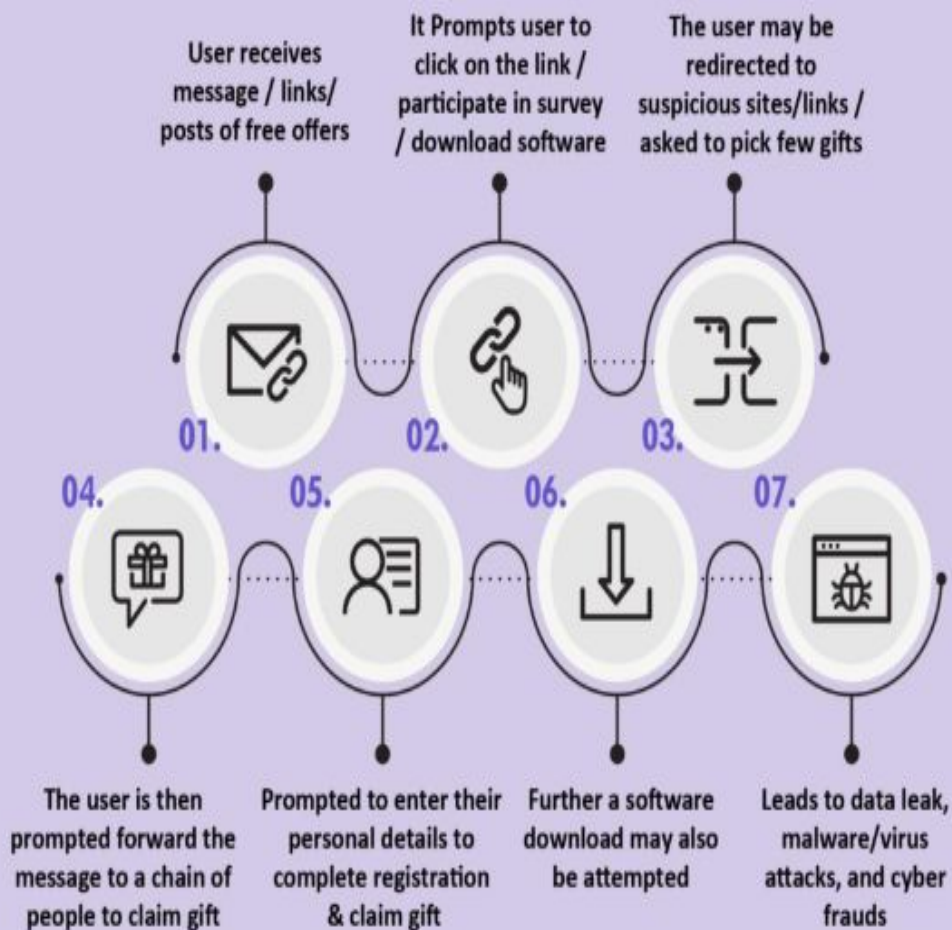 User receives
message / links/
posts of free offers
It Prompts user to
click on the link /
participate in survey
/ download software
The user may be
redirected to
suspicious sites/links /
asked to pick few gifts
01.
02.
03.
04.
05.
06.
07.
The user is then
prompted forward the
message to a chain of
people to claim gift
Prompted to enter their
personal details to
complete registration
& claim gift
Further a software
download may also
be attempted
Leads to data leak,
malware/virus
attacks, and cyber
frauds